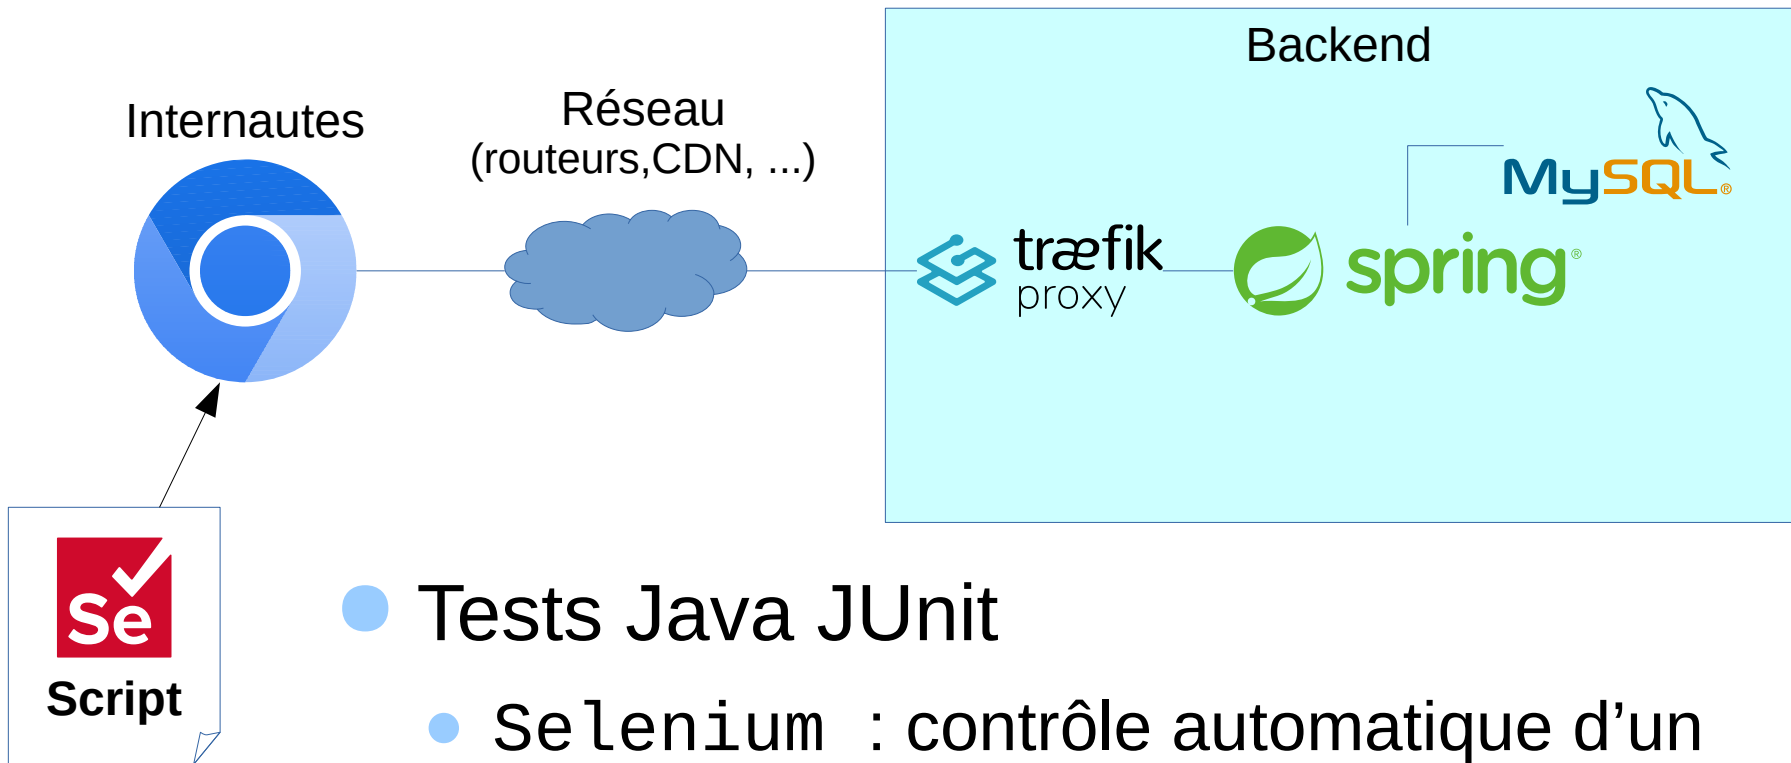 Backend
Internautes
Réseau
(routeurs,CDN, ...)
MySQL®
træfik
proxy
spring®
Se
Script
Tests Java JUnit
Selenium : contrôle automatique d’un